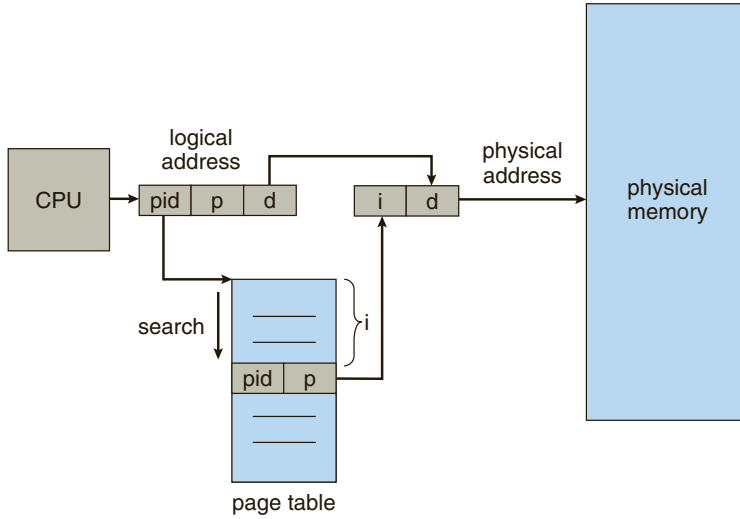 logical
address
CPU
pid p d
physical
address
i d
physical
memory
search
i
pid p
page table